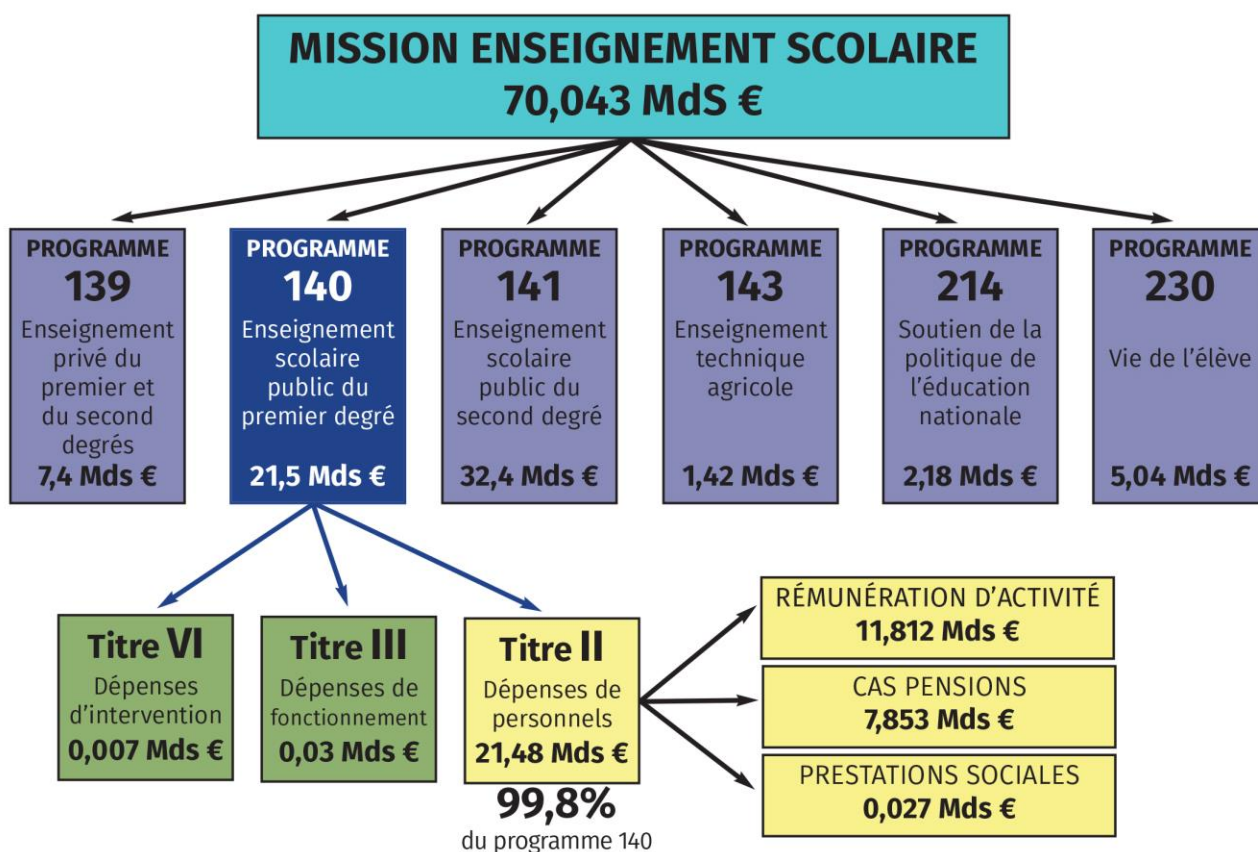 MISSION ENSEIGNEMENT SCOLAIRE
70,043 MdS €
PROGRAMME
139
Enseignement
privé du
premier et
du second
degrés
7,4 Mds €
PROGRAMME
140
Enseignement
scolaire
public du
premier degré
21,5 Mds €
PROGRAMME
141
Enseignement
scolaire
public du
second degré
32,4 Mds €
PROGRAMME
143
Enseignement
technique
agricole
1,42 Mds €
PROGRAMME
214
Soutien de la
politique de
l'éducation
nationale
2,18 Mds €
PROGRAMME
230
Vie de l'élève
5,04 Mds €
Titre VI
Dépenses
d'intervention
0,007 Mds €
Titre III
Dépenses de
fonctionnement
0,03 Mds €
Titre II
Dépenses de
personnels
21,48 Mds €
99,8%
du programme 140
RÉMUNÉRATION D'ACTIVITÉ
11,812 Mds €
CAS PENSIONS
7,853 Mds €
PRESTATIONS SOCIALES
0,027 Mds €